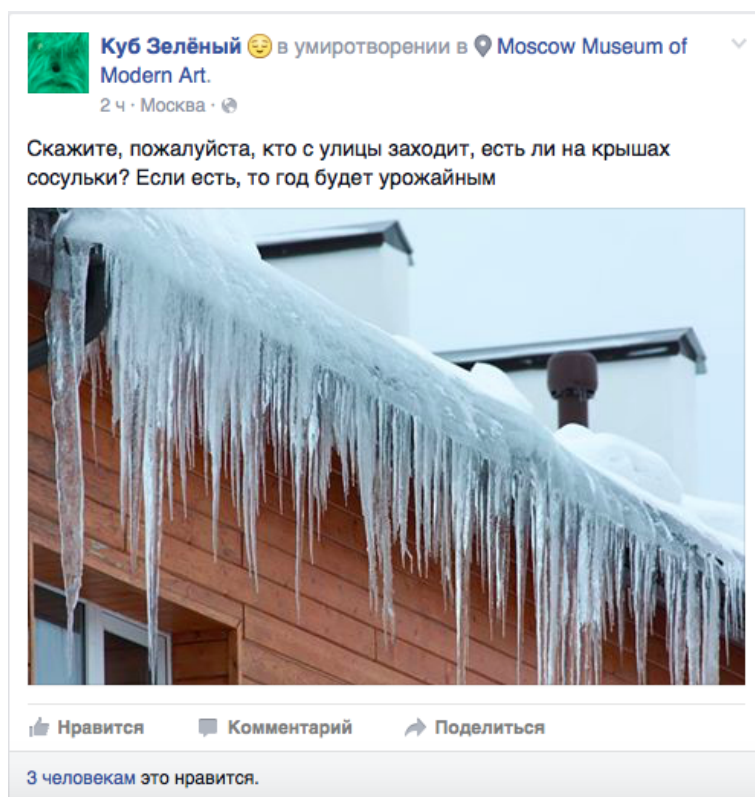 Куб Зелёный 😌 в умиротворении в Moscow Museum of
Modern Art.
2 ч · Москва ·
Скажите, пожалуйста, кто с улицы заходит, есть ли на крышах
сосульки? Если есть, то год будет урожайным
Нравится Комментарий Поделиться
3 человекам это нравится.